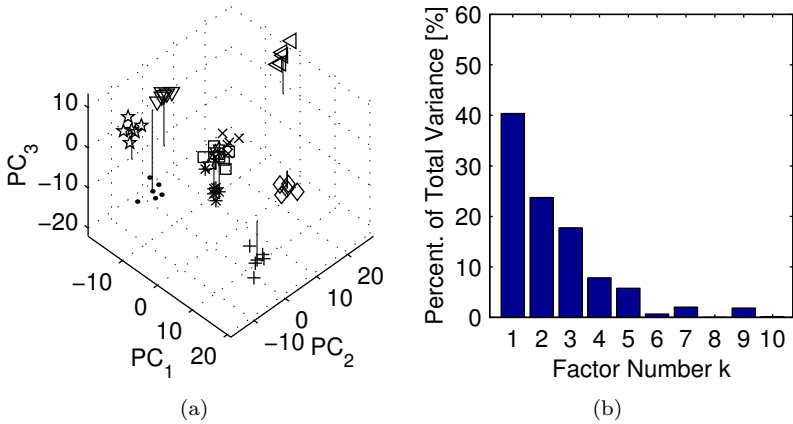 10
0
−10
−20
PC3
−10
0
10
20
PC1
−10
0
10
20
PC2
(a)
60
50
40
30
20
10
0
Percent. of Total Variance [%]
1 2 3 4 5 6 7 8 9 10
Factor Number k
(b)